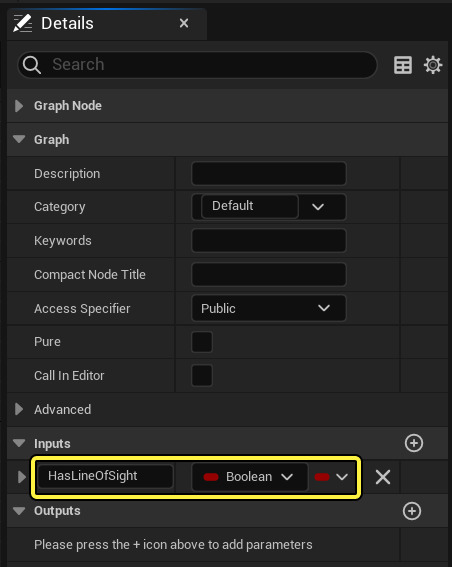 Details
Search
Graph Node
Graph
Description
Category Default
Keywords
Compact Node Title
Access Specifier Public
Pure
Call In Editor
Advanced
Inputs
HasLineOfSight Boolean
Outputs
Please press the + icon above to add parameters